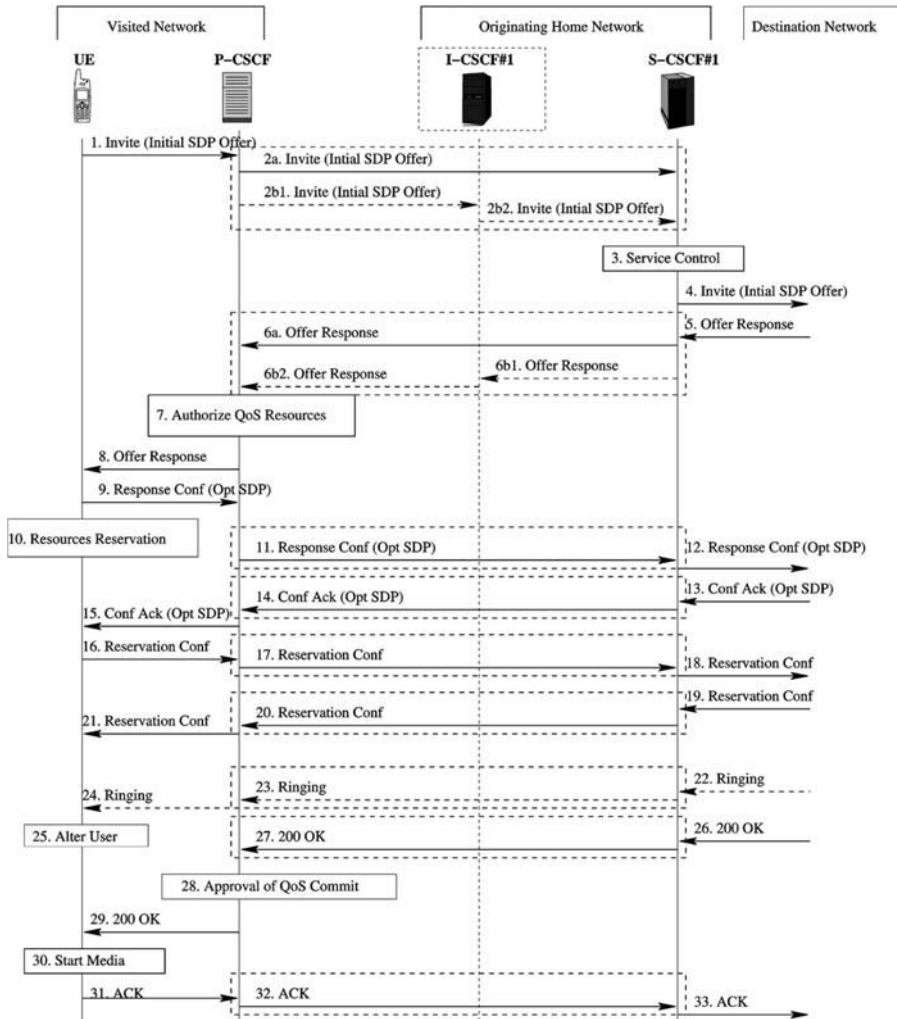 Visited Network
Originating Home Network
Destination Network
UE
P-CSCF
I-CSCF#1
S-CSCF#1
1. Invite (Initial SDP Offer)
2a. Invite (Intial SDP Offer)
2b1. Invite (Intial SDP Offer)
2b2. Invite (Intial SDP Offer)
3. Service Control
4. Invite (Intial SDP Offer)
5. Offer Response
6a. Offer Response
6b1. Offer Response
6b2. Offer Response
7. Authorize QoS Resources
8. Offer Response
9. Response Conf (Opt SDP)
10. Resources Reservation
11. Response Conf (Opt SDP)
12. Response Conf (Opt SDP)
13. Conf Ack (Opt SDP)
14. Conf Ack (Opt SDP)
15. Conf Ack (Opt SDP)
16. Reservation Conf
17. Reservation Conf
18. Reservation Conf
19. Reservation Conf
20. Reservation Conf
21. Reservation Conf
22. Ringing
23. Ringing
24. Ringing
25. Alter User
26. 200 OK
27. 200 OK
28. Approval of QoS Commit
29. 200 OK
30. Start Media
31. ACK
32. ACK
33. ACK